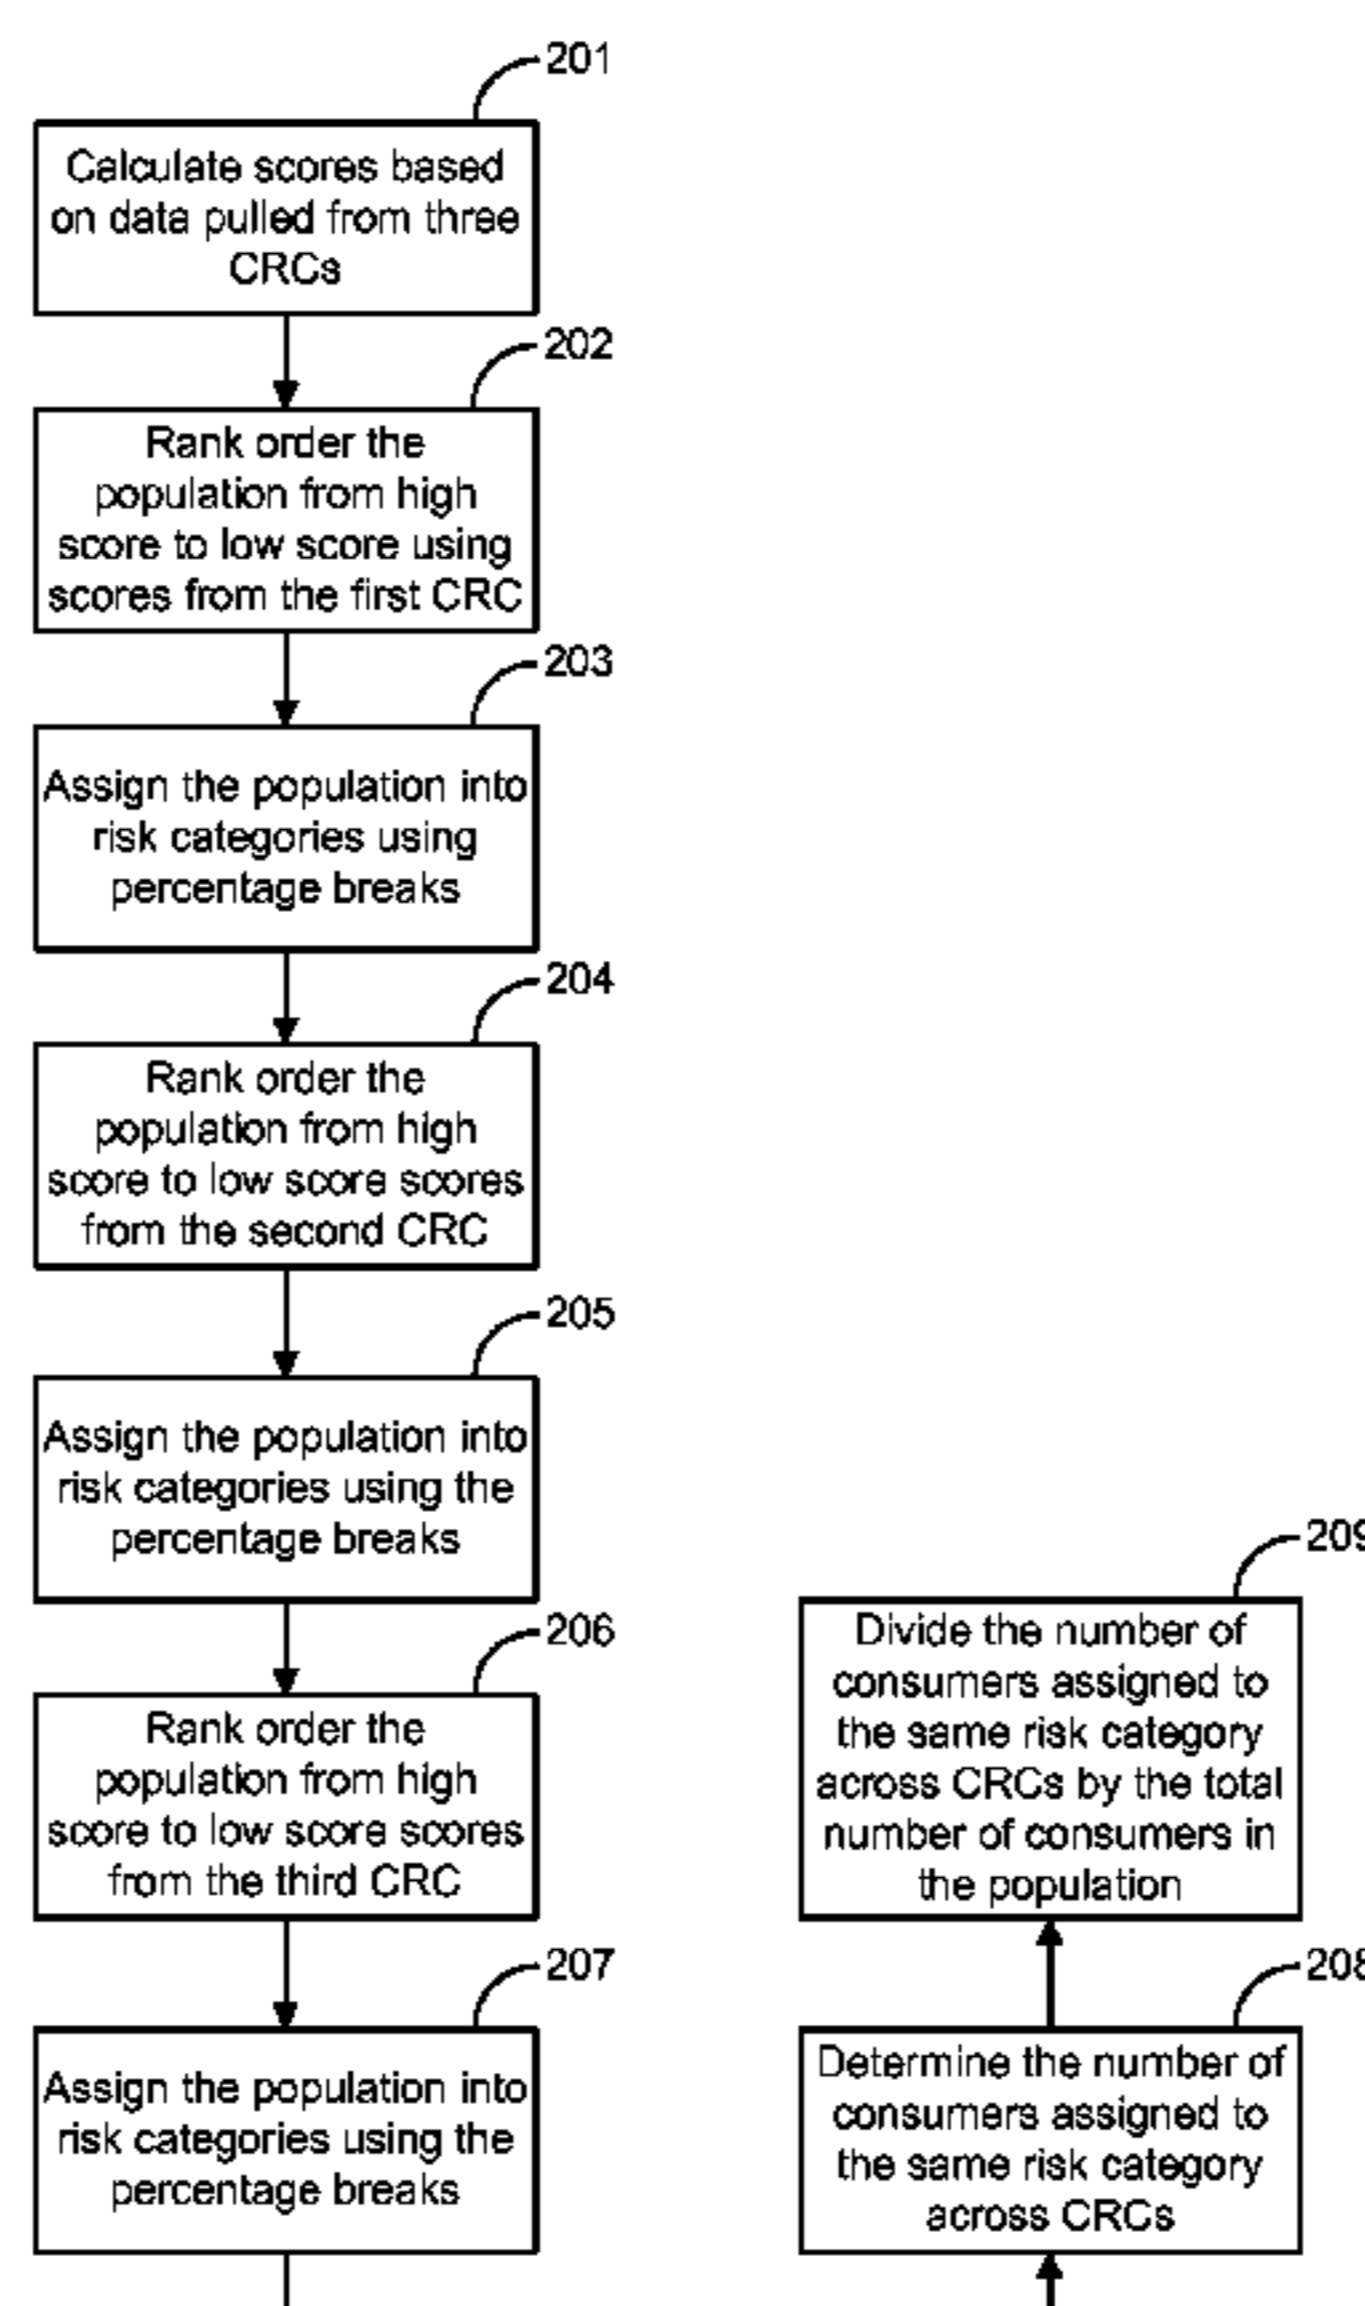 201
Calculate scores based
on data pulled from three
CRCs
202
Rank order the
population from high
score to low score using
scores from the first CRC
203
Assign the population into
risk categories using
percentage breaks
204
Rank order the
population from high
score to low score scores
from the second CRC
205
Assign the population into
risk categories using the
percentage breaks
206
Rank order the
population from high
score to low score scores
from the third CRC
207
Assign the population into
risk categories using the
percentage breaks
208
Determine the number of
consumers assigned to
the same risk category
across CRCs
209
Divide the number of
consumers assigned to
the same risk category
across CRCs by the total
number of consumers in
the population